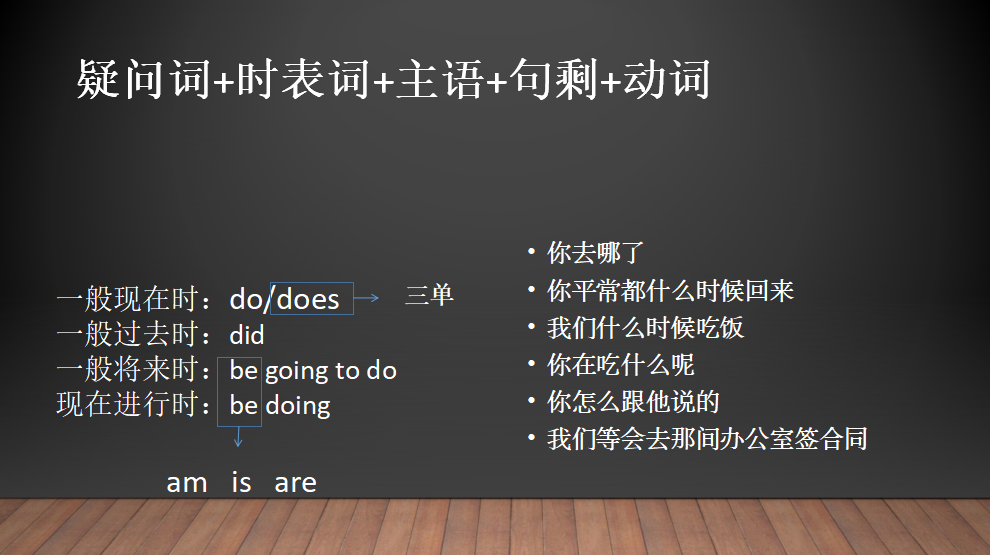 疑问词+时表词+主语+句剩+动词
一般现在时：do/does
三单
一般过去时：did
一般将来时：be going to do
现在进行时：be doing
am is are
• 你去哪了
• 你平常都什么时候回来
• 我们什么时候吃饭
• 你在吃什么呢
• 你怎么跟他说的
• 我们等会去那间办公室签合同